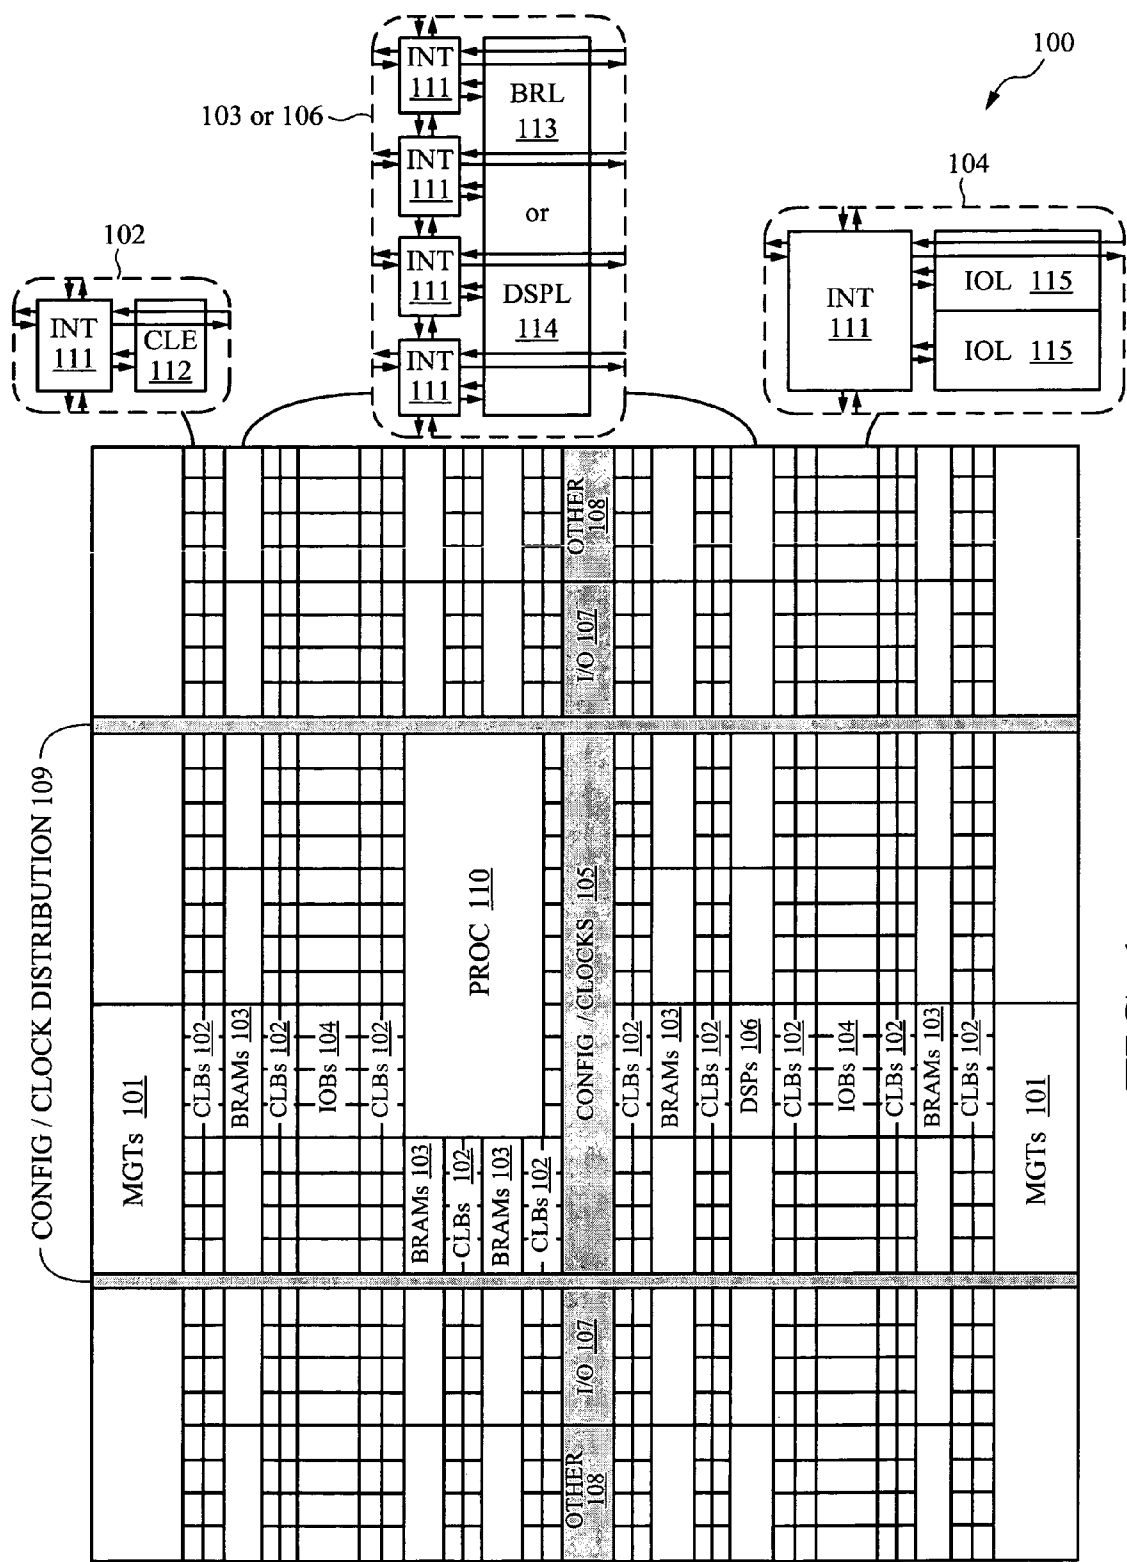 100
103 or 106
INT
111
BRL
113
INT
111
or
INT
111
DSPL
114
INT
111
104
INT
111
IOL 115
IOL 115
102
INT
111
CLE
112
OTHER
108
I/O 107
CONFIG / CLOCK DISTRIBUTION 109
MGTs 101
CLBs 102
BRAMs 103
CLBs 102
IOBs 104
CLBs 102
PROC 110
BRAMs 103
CLBs 102
BRAMs 103
CLBs 102
CONFIG / CLOCKS 105
CLBs 102
BRAMs 103
CLBs 102
DSPs 106
CLBs 102
IOBs 104
CLBs 102
BRAMs 103
CLBs 102
MGTs 101
I/O 107
OTHER
108